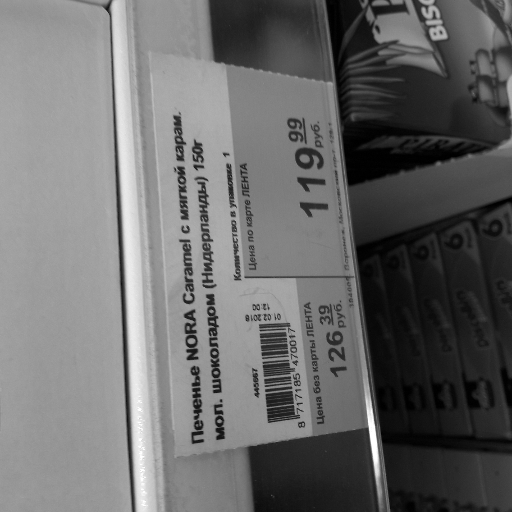 Печенье NORA Caramel с мягкой карам.
мол. шоколадом (Нидерланды) 150г
Количество в упаковке 1
Цена по карте ЛЕНТА
119 99
руб.
445667
8 717185 470017
01.02.2018
12:00
Цена без карты ЛЕНТА
126 39
руб.
BISC